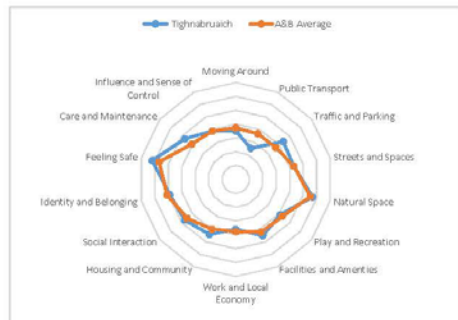 Tighnabruaich
A&B Average
Moving Around
Public Transport
Traffic and Parking
Streets and Spaces
Natural Space
Play and Recreation
Facilities and Amenties
Work and Local
Economy
Housing and Community
Social Interaction
Identity and Belonging
Feeling Safe
Care and Maintenance
Influence and Sense of
Control